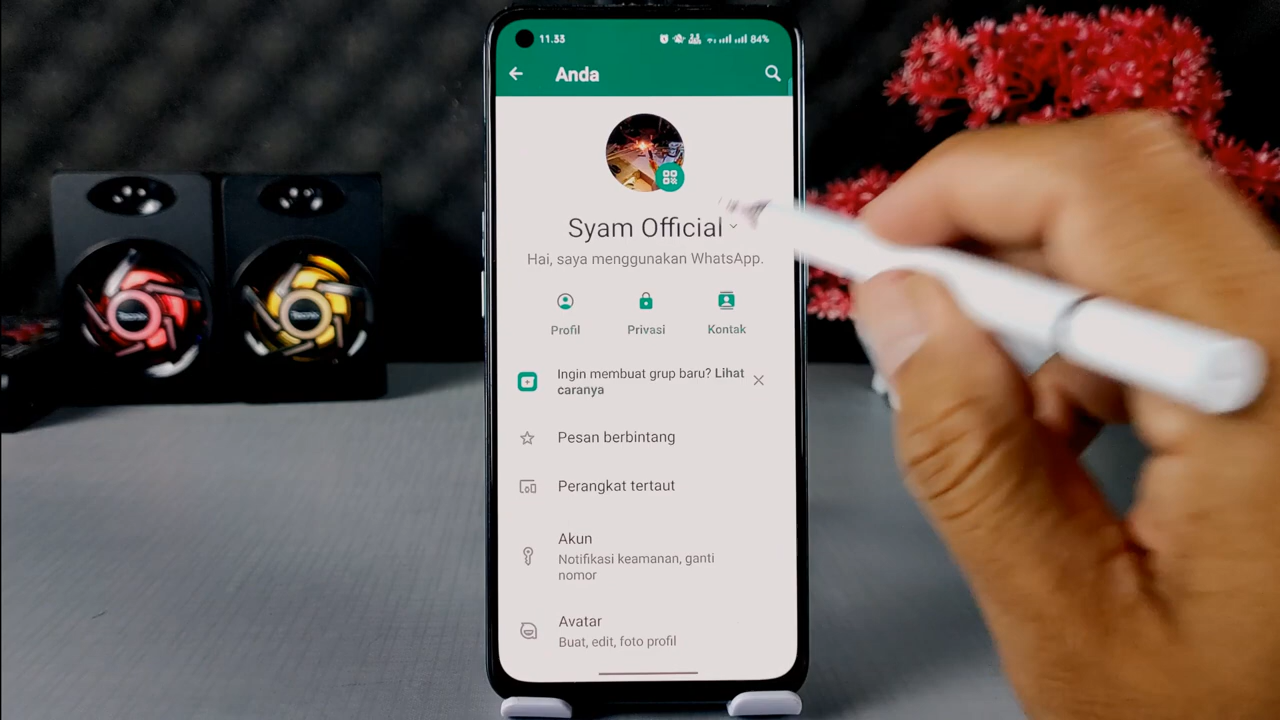 11.33
84%
Anda
Syam Official
Hai, saya menggunakan WhatsApp.
Profil
Privasi
Kontak
Ingin membuat grup baru? Lihat
caranya
Pesan berbintang
Perangkat tertaut
Akun
Notifikasi keamanan, ganti
nomor
Avatar
Buat, edit, foto profil